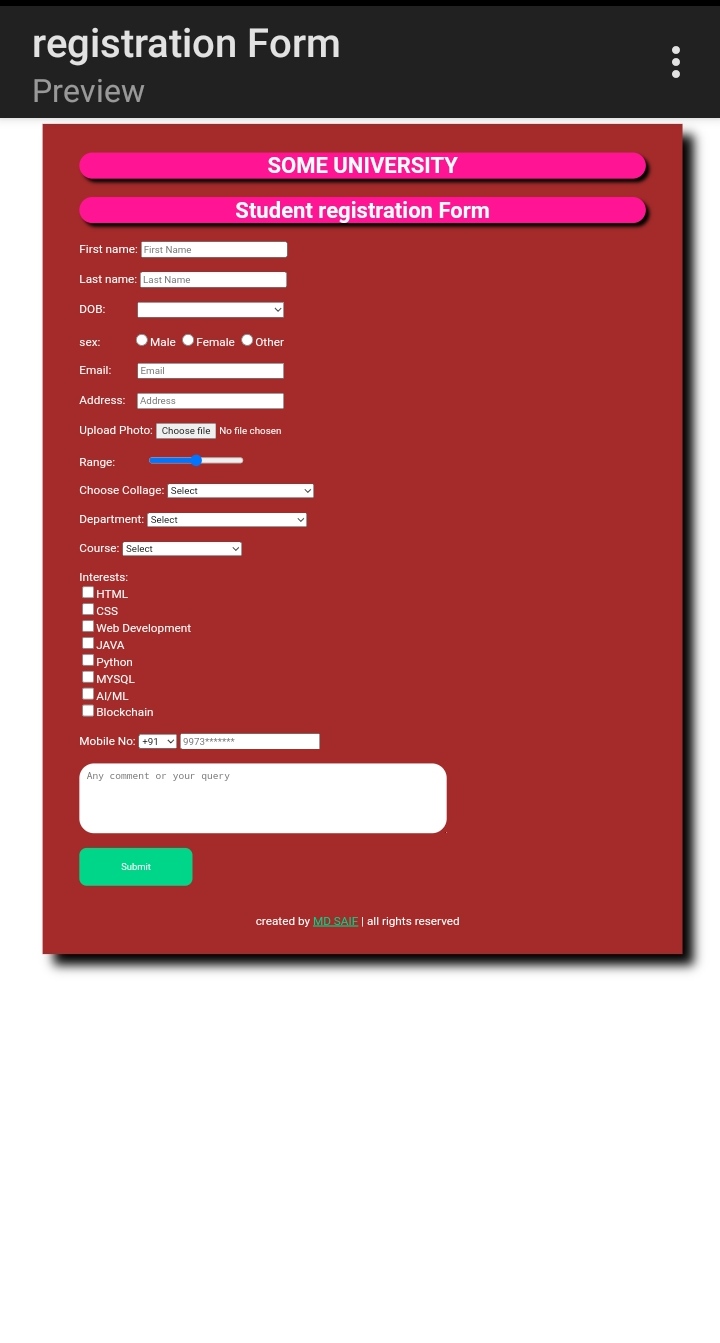 registration Form
Preview
SOME UNIVERSITY
Student registration Form
First name: First Name
Last name: Last Name
DOB:
sex: Male Female Other
Email: Email
Address: Address
Upload Photo: Choose file No file chosen
Range:
Choose Collage: Select
Department: Select
Course: Select
Interests:
HTML
CSS
Web Development
JAVA
Python
MYSQL
AI/ML
Blockchain
Mobile No: +91 9973*******
Any comment or your query
Submit
created by MD SAIF | all rights reserved